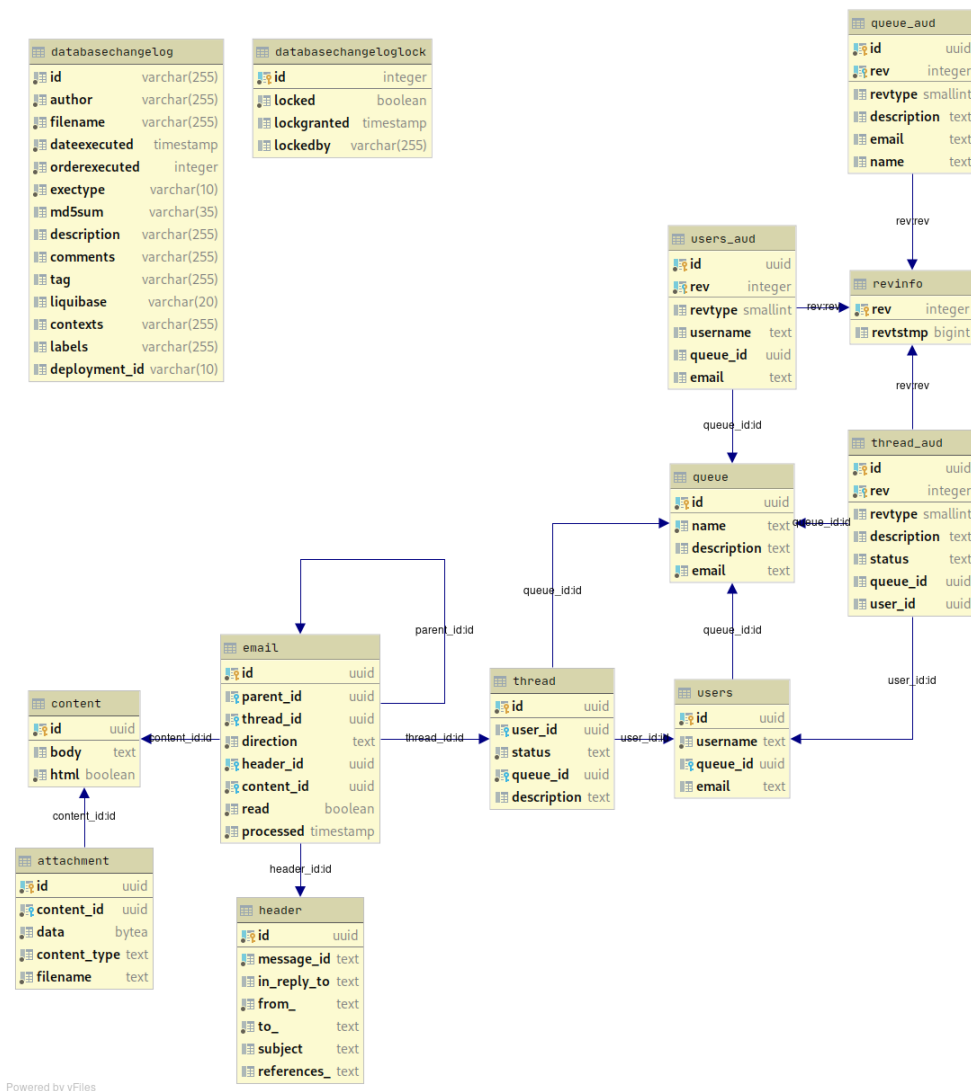 databasechangelog
id varchar(255)
author varchar(255)
filename varchar(255)
dateexecuted timestamp
orderexecuted integer
exectype varchar(10)
md5sum varchar(35)
description varchar(255)
comments varchar(255)
tag varchar(255)
liquibase varchar(20)
contexts varchar(255)
labels varchar(255)
deployment_id varchar(10)
databasechangeloglock
id integer
locked boolean
lockgranted timestamp
lockedby varchar(255)
queue_aud
id uuid
rev integer
revtype smallint
description text
email text
name text
rev:rev
users_aud
id uuid
rev integer
revtype smallint
username text
queue_id uuid
email text
rev:rev
revinfo
rev integer
revtstmp bigint
rev:rev
queue_id:id
thread_aud
id uuid
rev integer
revtype smallint
description text
status text
queue_id uuid
user_id uuid
queue
id uuid
name text
description text
email text
queue_id:id
queue_id:id
queue_id:id
user_id:id
parent_id:id
email
id uuid
parent_id uuid
thread_id uuid
direction text
header_id uuid
content_id uuid
read boolean
processed timestamp
thread_id:id
thread
id uuid
user_id uuid
status text
queue_id uuid
description text
user_id:id
users
id uuid
username text
queue_id uuid
email text
content
id uuid
body text
html boolean
content_id:id
content_id:id
attachment
id uuid
content_id uuid
data bytea
content_type text
filename text
header_id:id
header
id uuid
message_id text
in_reply_to text
from_ text
to_ text
subject text
references_ text
Powered by yFiles